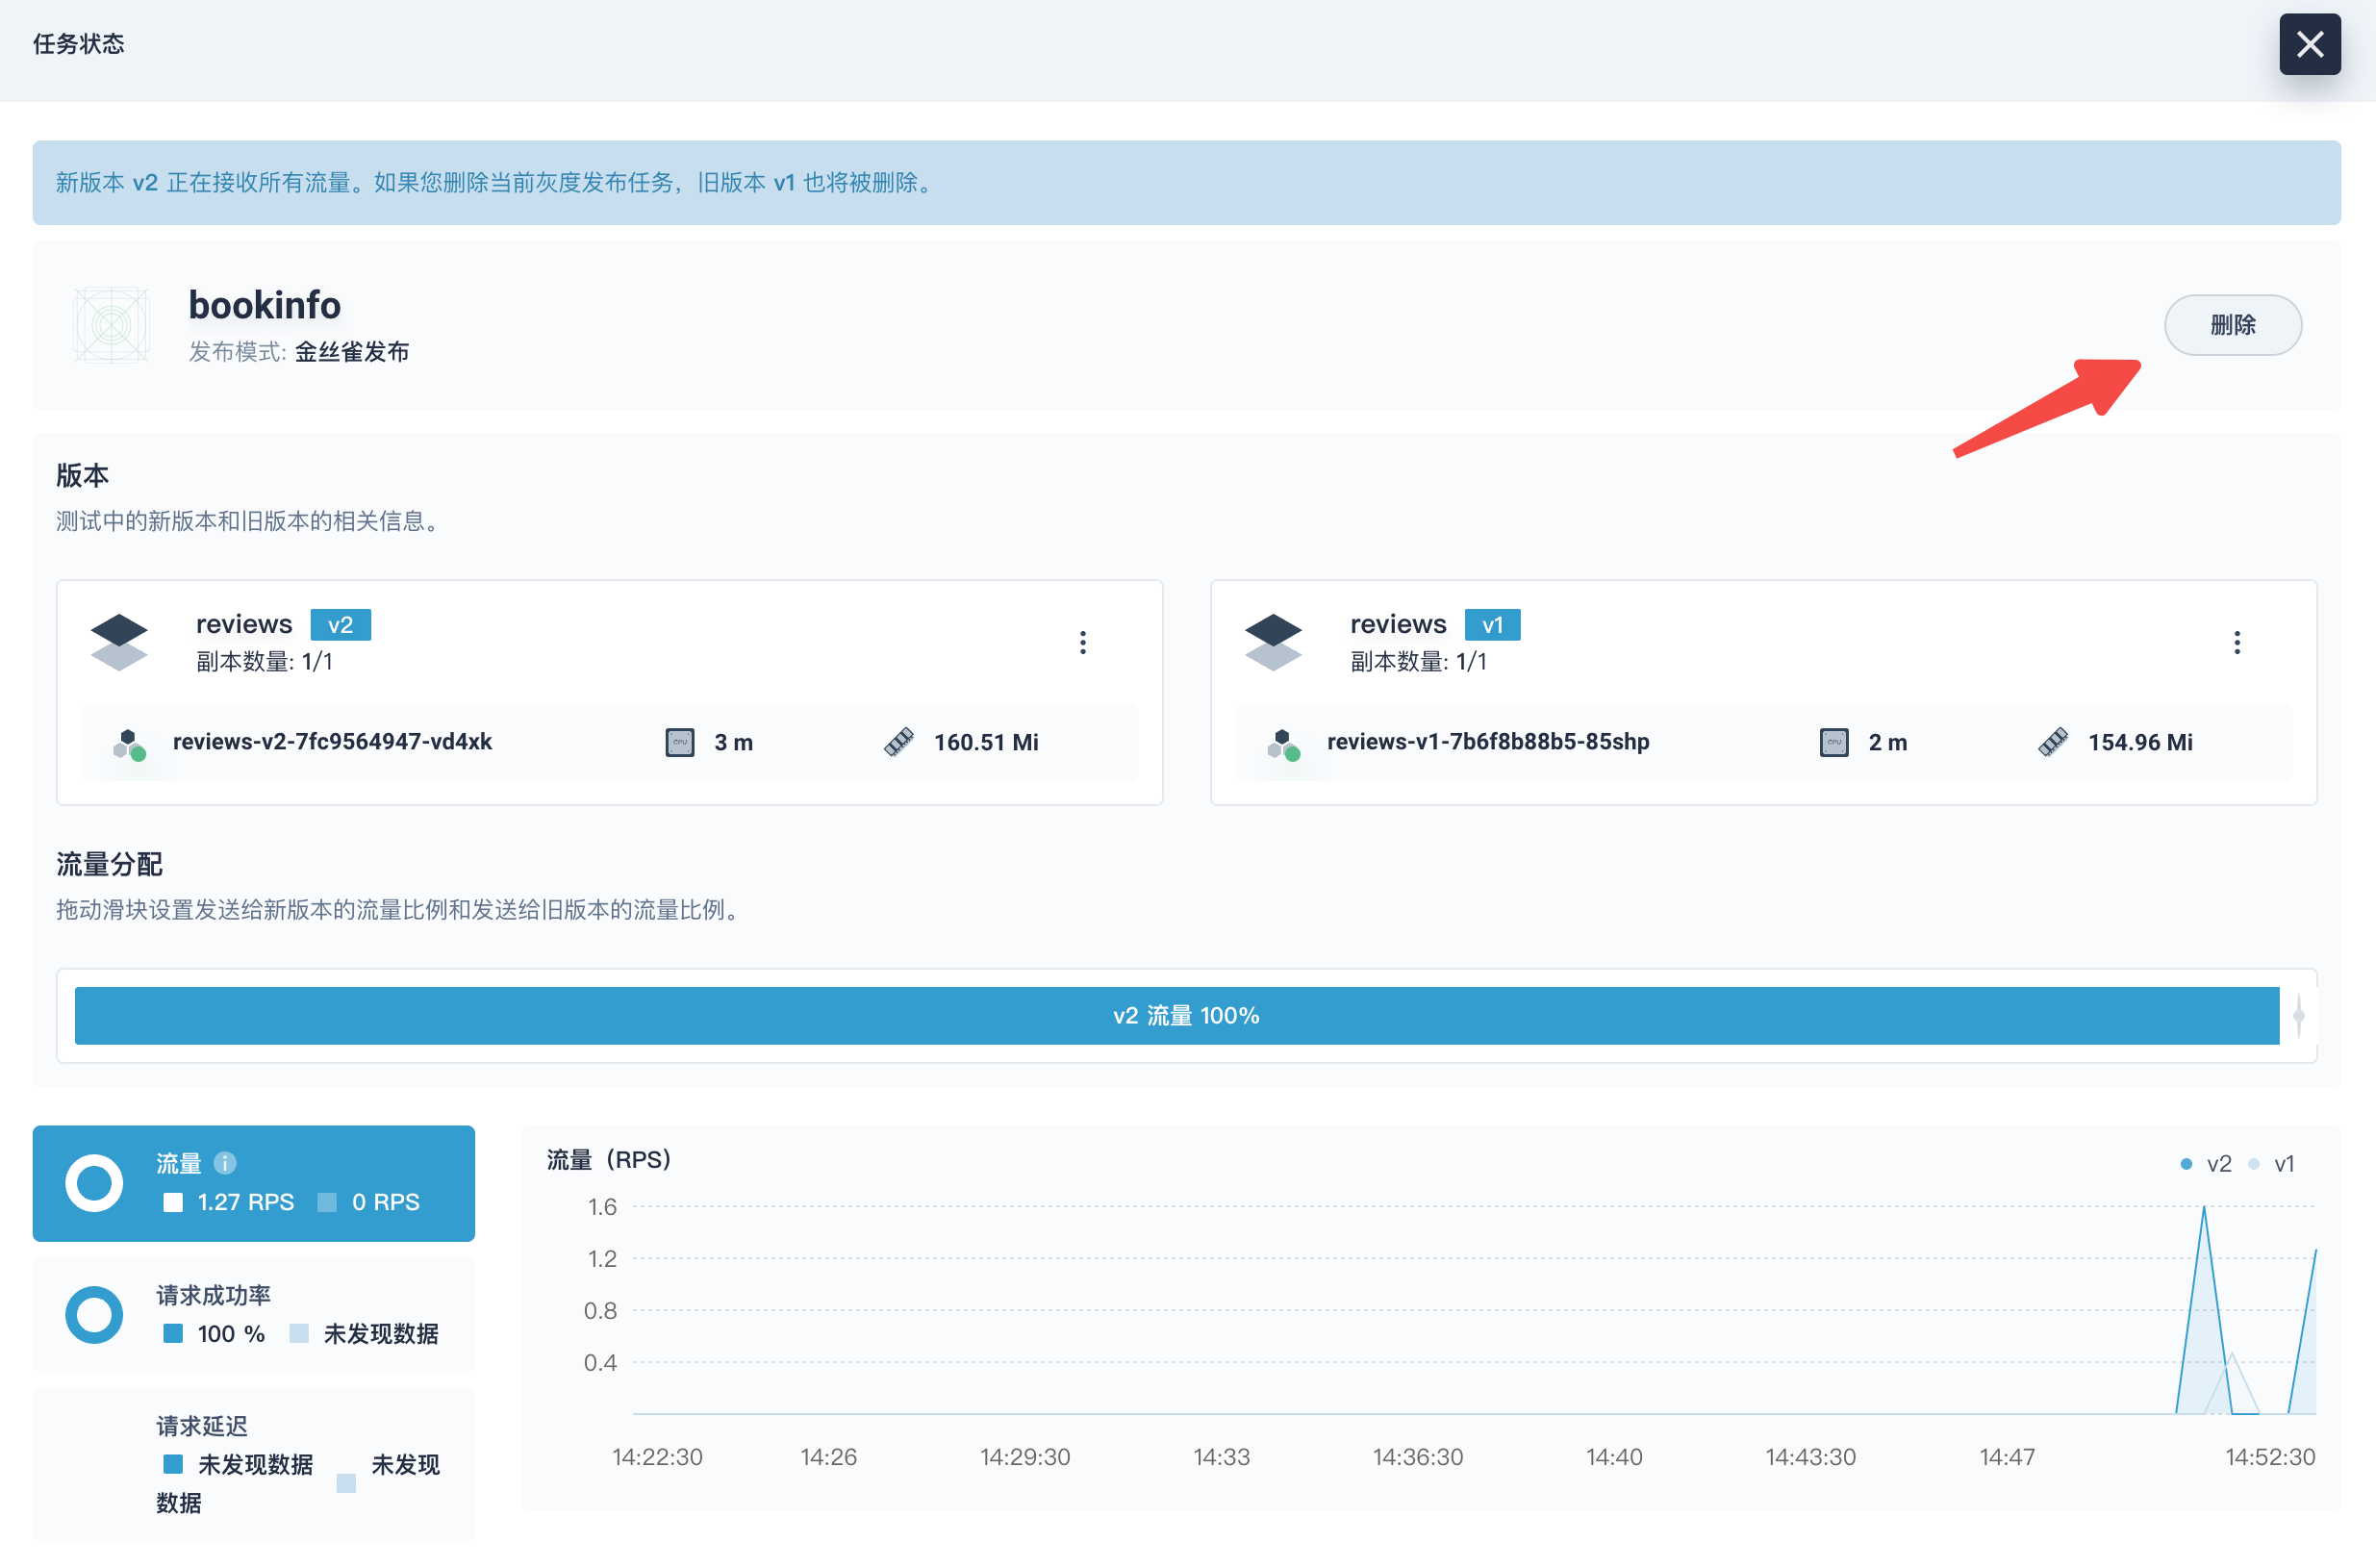 任务状态
新版本 v2 正在接收所有流量。如果您删除当前灰度发布任务，旧版本 v1 也将被删除。
bookinfo
发布模式: 金丝雀发布
删除
版本
测试中的新版本和旧版本的相关信息。
reviews v2
副本数量: 1/1
reviews-v2-7fc9564947-vd4xk
CPU
3 m
160.51 Mi
reviews v1
副本数量: 1/1
reviews-v1-7b6f8b88b5-85shp
CPU
2 m
154.96 Mi
流量分配
拖动滑块设置发送给新版本的流量比例和发送给旧版本的流量比例。
v2 流量 100%
流量
1.27 RPS 0 RPS
请求成功率
100 % 未发现数据
请求延迟
未发现数据 未发现
数据
流量（RPS）
v2 v1
1.6
1.2
0.8
0.4
14:22:30 14:26 14:29:30 14:33 14:36:30 14:40 14:43:30 14:47 14:52:30